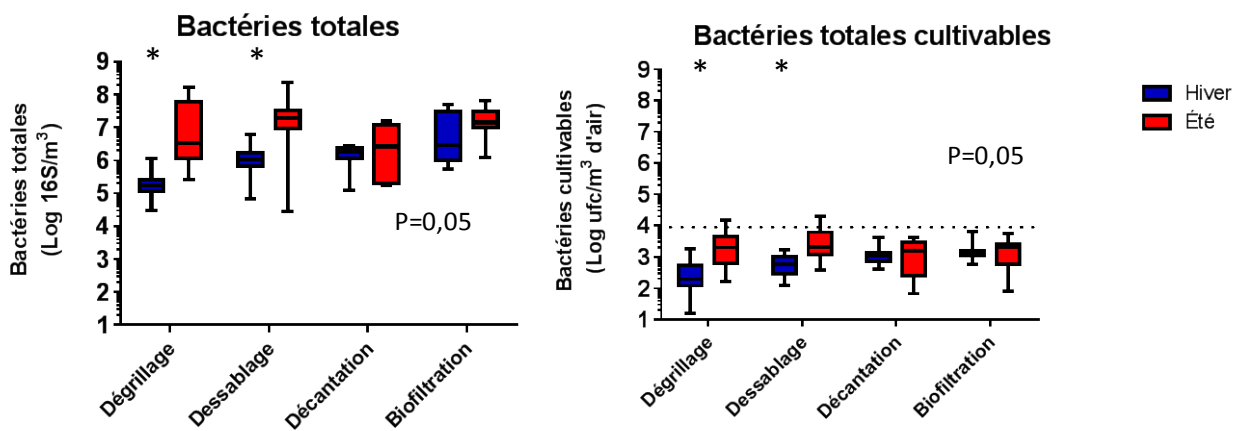 Bactéries totales
*
*
Bactéries totales
(Log 16S/m³)
9
8
7
6
5
4
3
2
1
P=0,05
Dégrillage
Dessablage
Décantation
Biofiltration
Bactéries totales cultivables
*
*
Bactéries cultivables
(Log ufc/m³ d'air)
9
8
7
6
5
4
3
2
1
P=0,05
Dégrillage
Dessablage
Décantation
Biofiltration
Hiver
Été